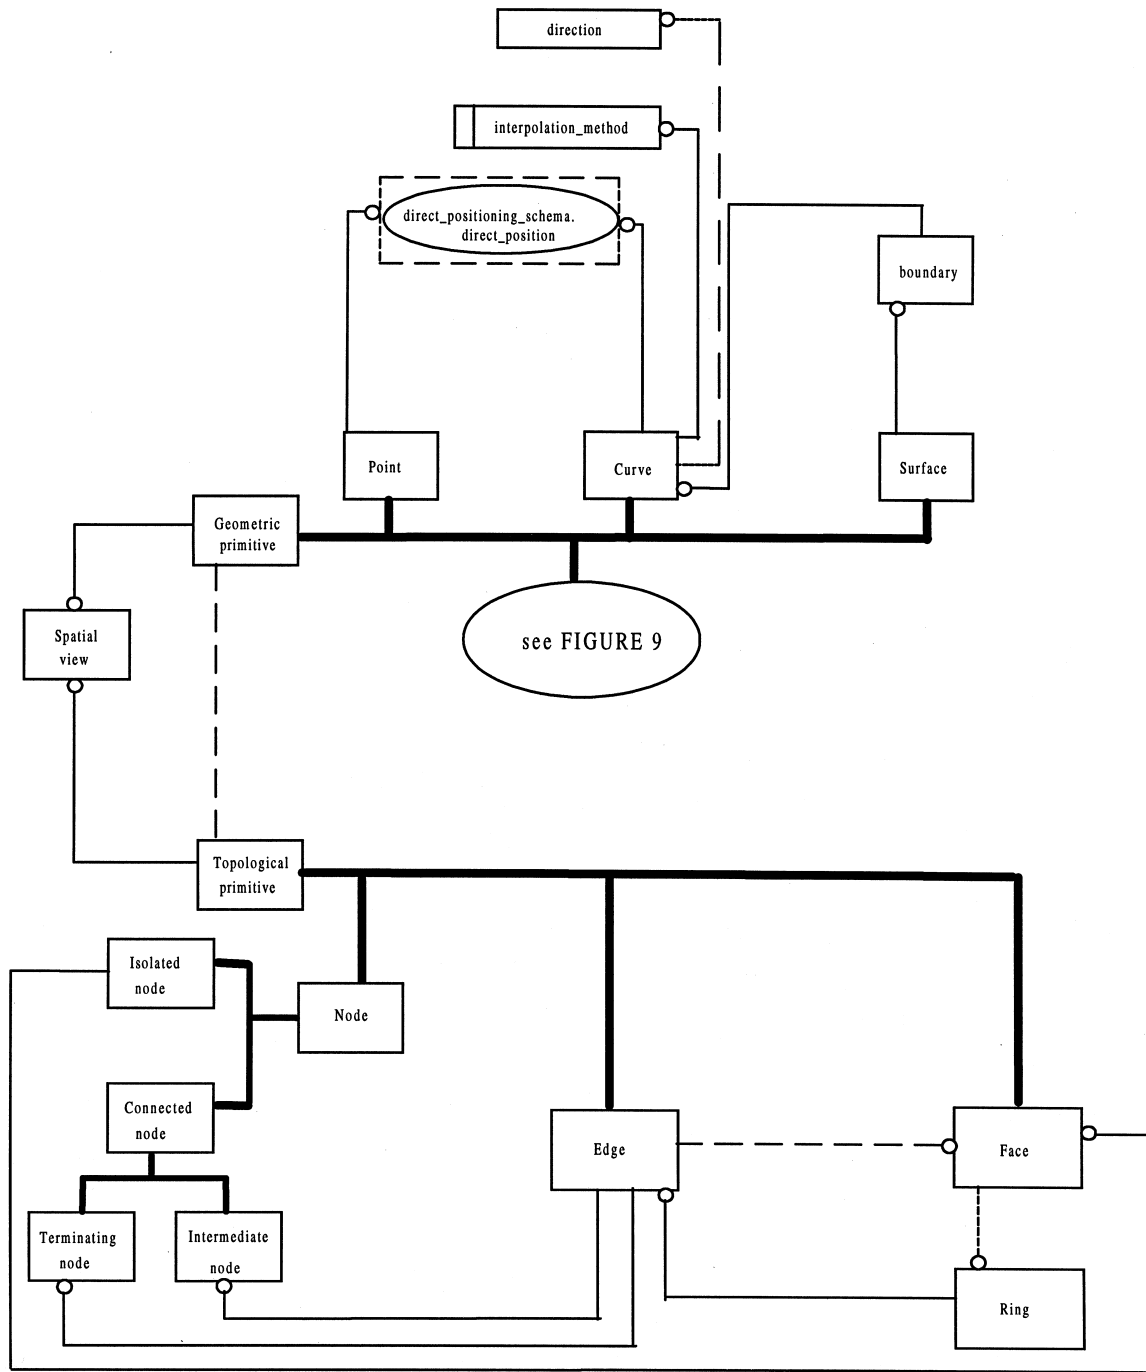 direction
interpolation_method
direct_positioning_schema.
direct_position
boundary
Point
Curve
Surface
Geometric
primitive
Spatial
view
see FIGURE 9
Topological
primitive
Isolated
node
Node
Connected
node
Edge
Face
Terminating
node
Intermediate
node
Ring